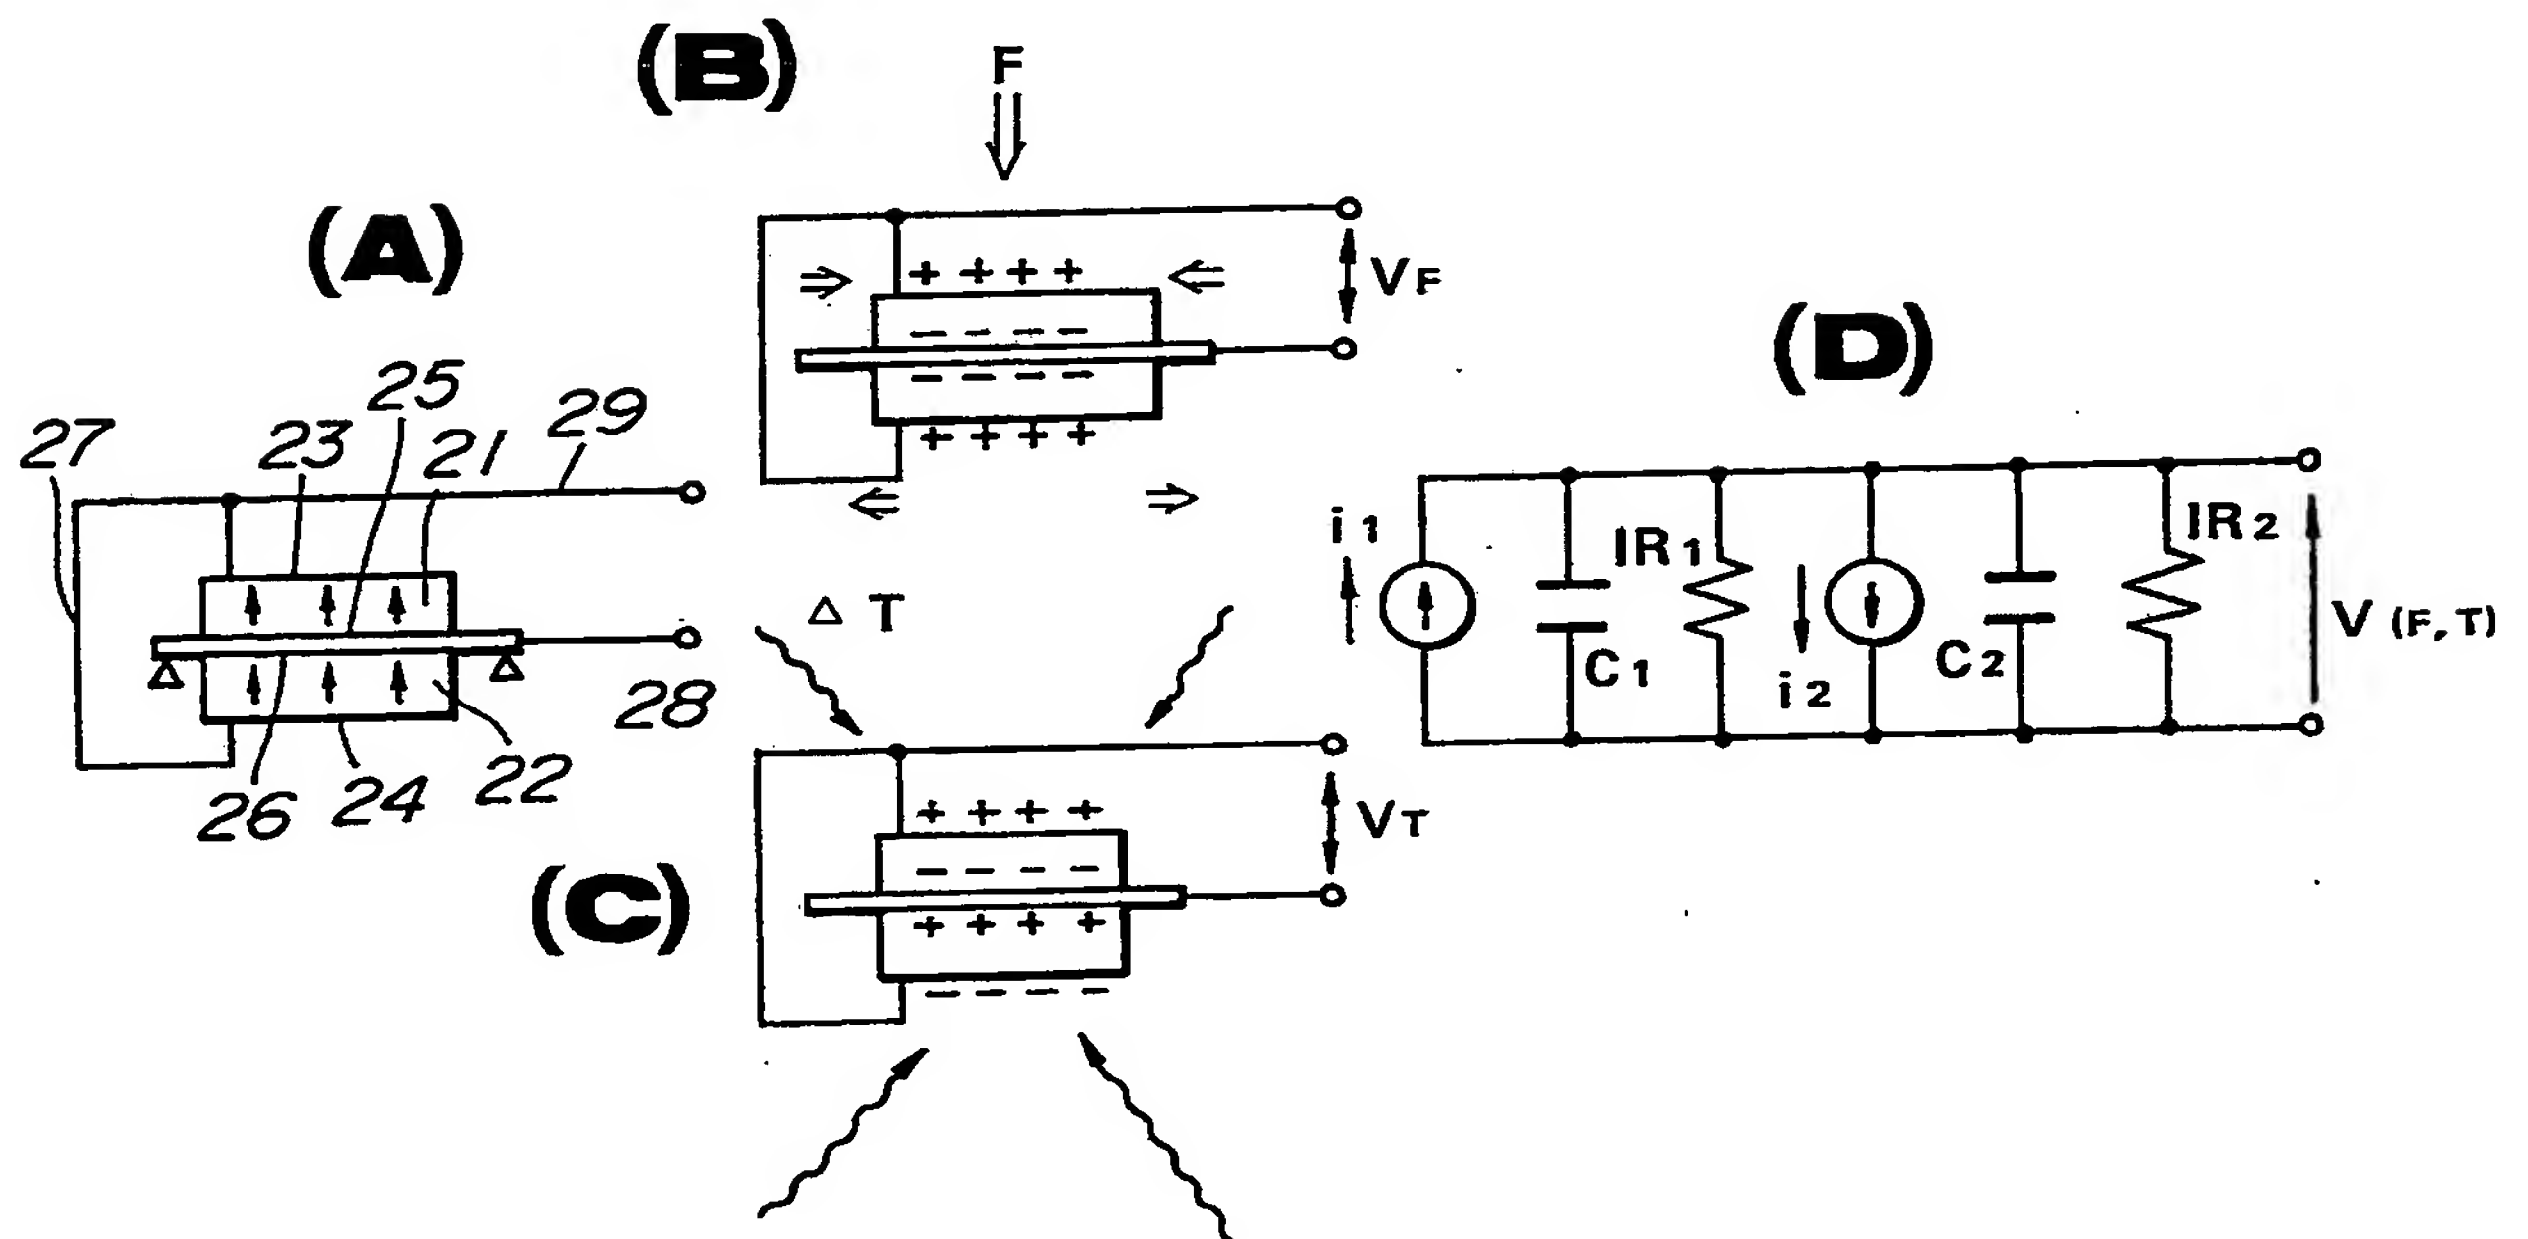 (B)
F
(A)
VF
(D)
25
27
23
21
29
i1
IR1
IR2
ΔT
V (F, T)
C1
i2
C2
28
22
26
24
VT
(C)
+ + + +
− − − −
− − − −
+ + + +
+ + + +
− − − −
+ + + +
− − − −